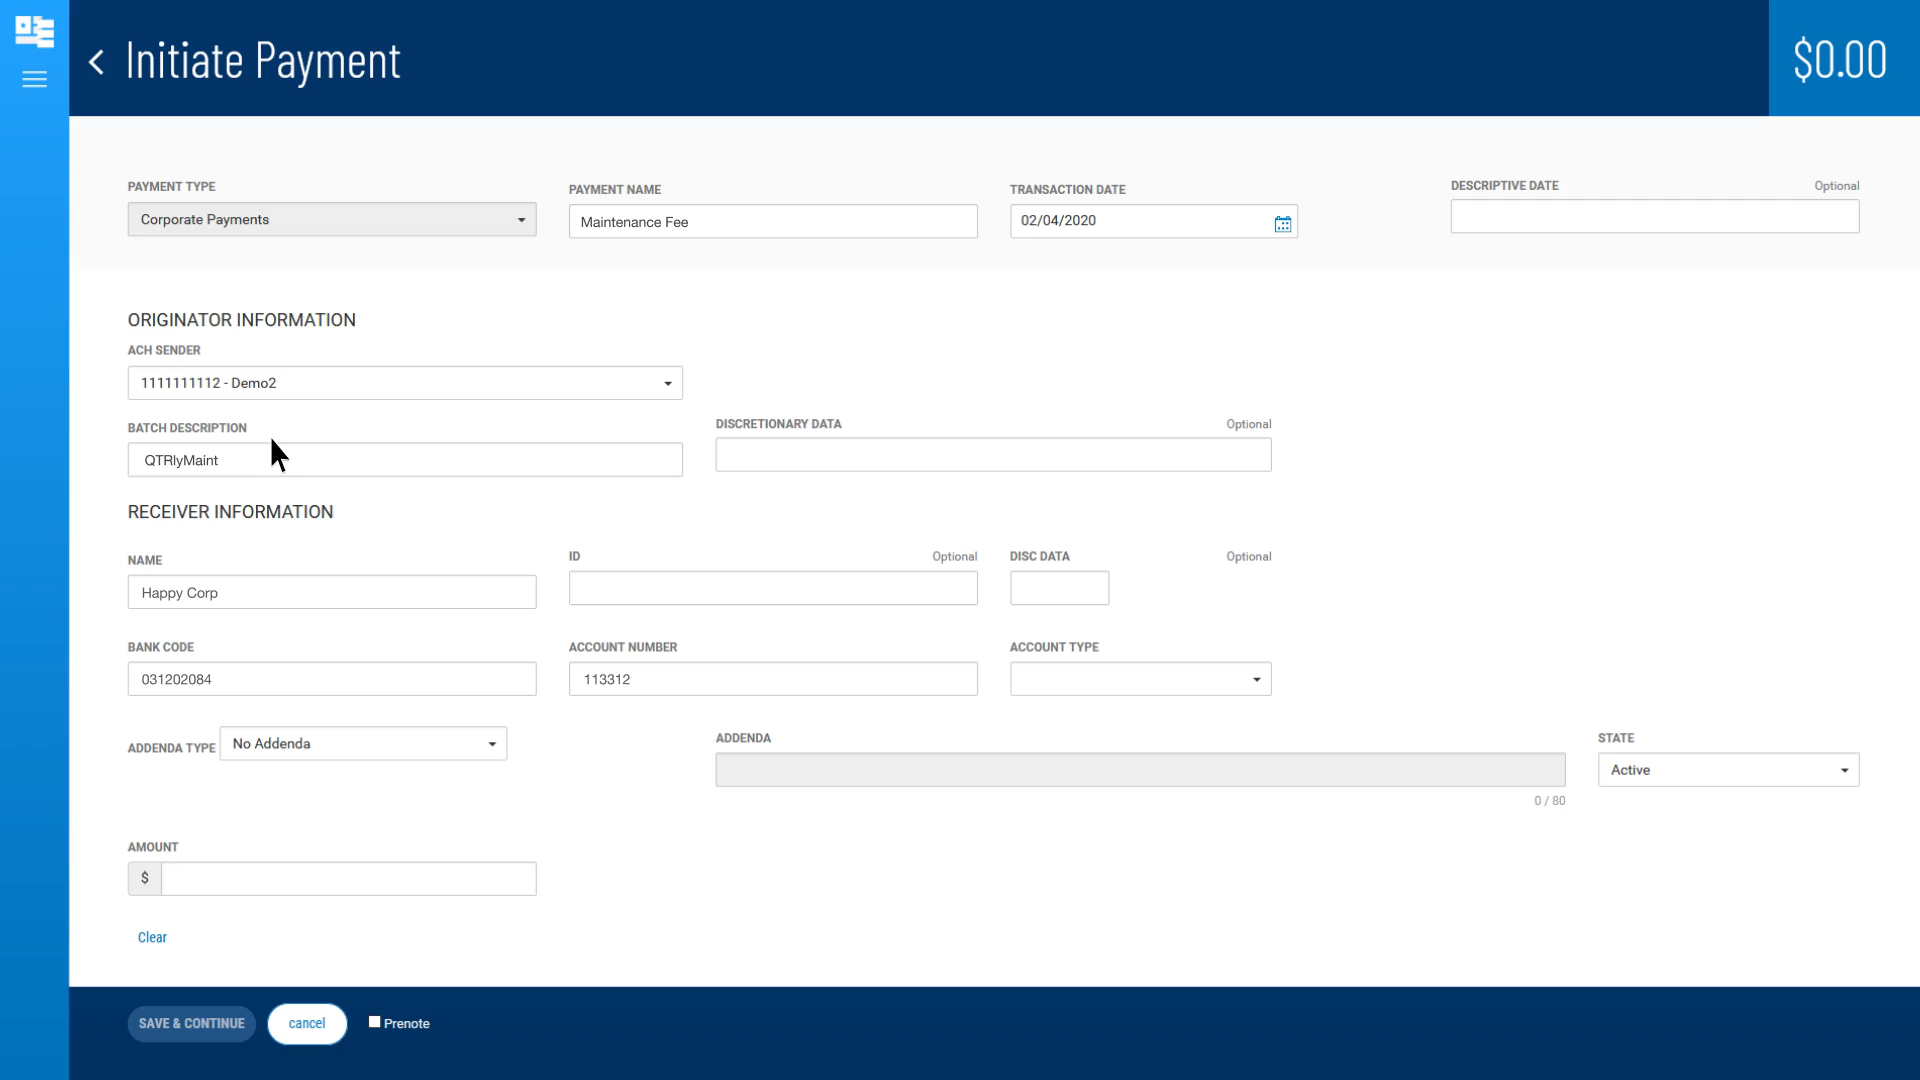 Initiate Payment
$0.00
PAYMENT TYPE
Corporate Payments
PAYMENT NAME
Maintenance Fee
TRANSACTION DATE
02/04/2020
DESCRIPTIVE DATE Optional
ORIGINATOR INFORMATION
ACH SENDER
1111111112 - Demo2
BATCH DESCRIPTION
QTRlyMaint
DISCRETIONARY DATA Optional
RECEIVER INFORMATION
NAME
Happy Corp
ID Optional
DISC DATA Optional
BANK CODE
031202084
ACCOUNT NUMBER
113312
ACCOUNT TYPE
ADDENDA TYPE No Addenda
ADDENDA
0 / 80
STATE
Active
AMOUNT
$
Clear
SAVE & CONTINUE cancel Prenote